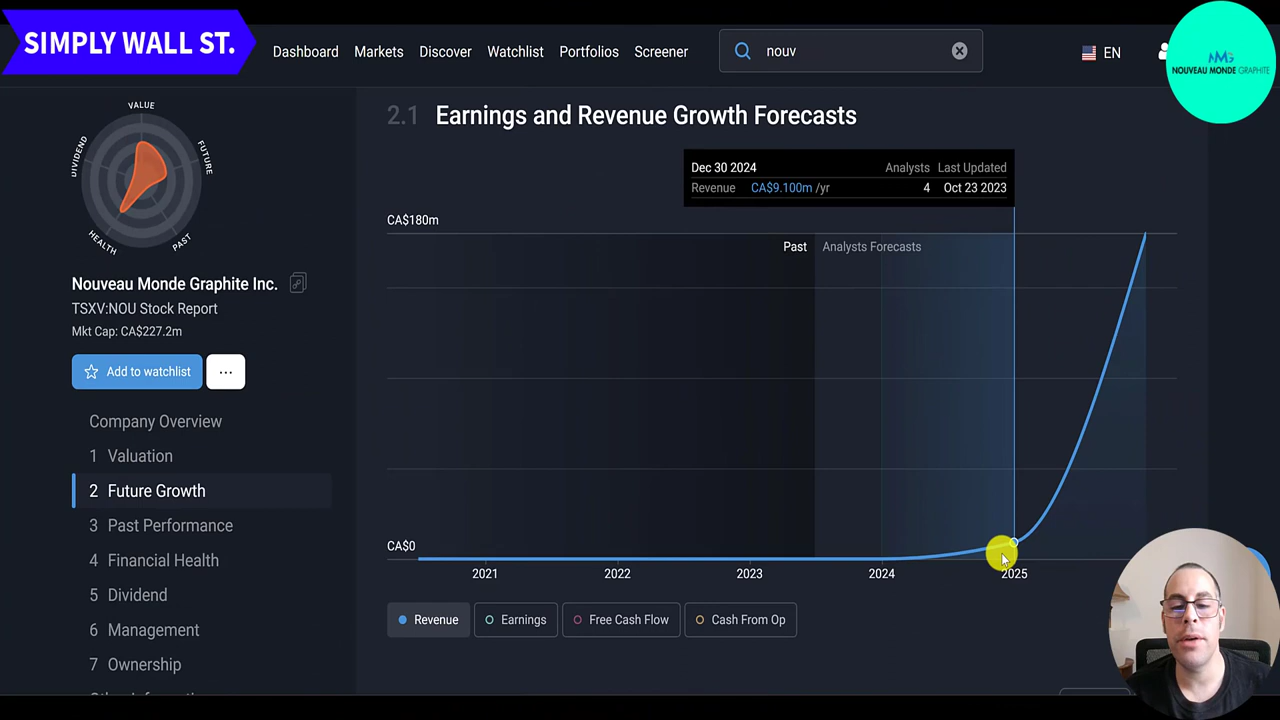 SIMPLY WALL ST.
Dashboard Markets Discover Watchlist Portfolios Screener
nouv
EN
NMG
NOUVEAU MONDE GRAPHITE
VALUE
FUTURE
PAST
HEALTH
DIVIDEND
Nouveau Monde Graphite Inc.
TSXV:NOU Stock Report
Mkt Cap: CA$227.2m
Add to watchlist
...
Company Overview
1 Valuation
2 Future Growth
3 Past Performance
4 Financial Health
5 Dividend
6 Management
7 Ownership
2.1 Earnings and Revenue Growth Forecasts
Dec 30 2024 Analysts Last Updated
Revenue CA$9.100m /yr 4 Oct 23 2023
CA$180m
Past Analysts Forecasts
CA$0
2021 2022 2023 2024 2025
Revenue Earnings Free Cash Flow Cash From Op